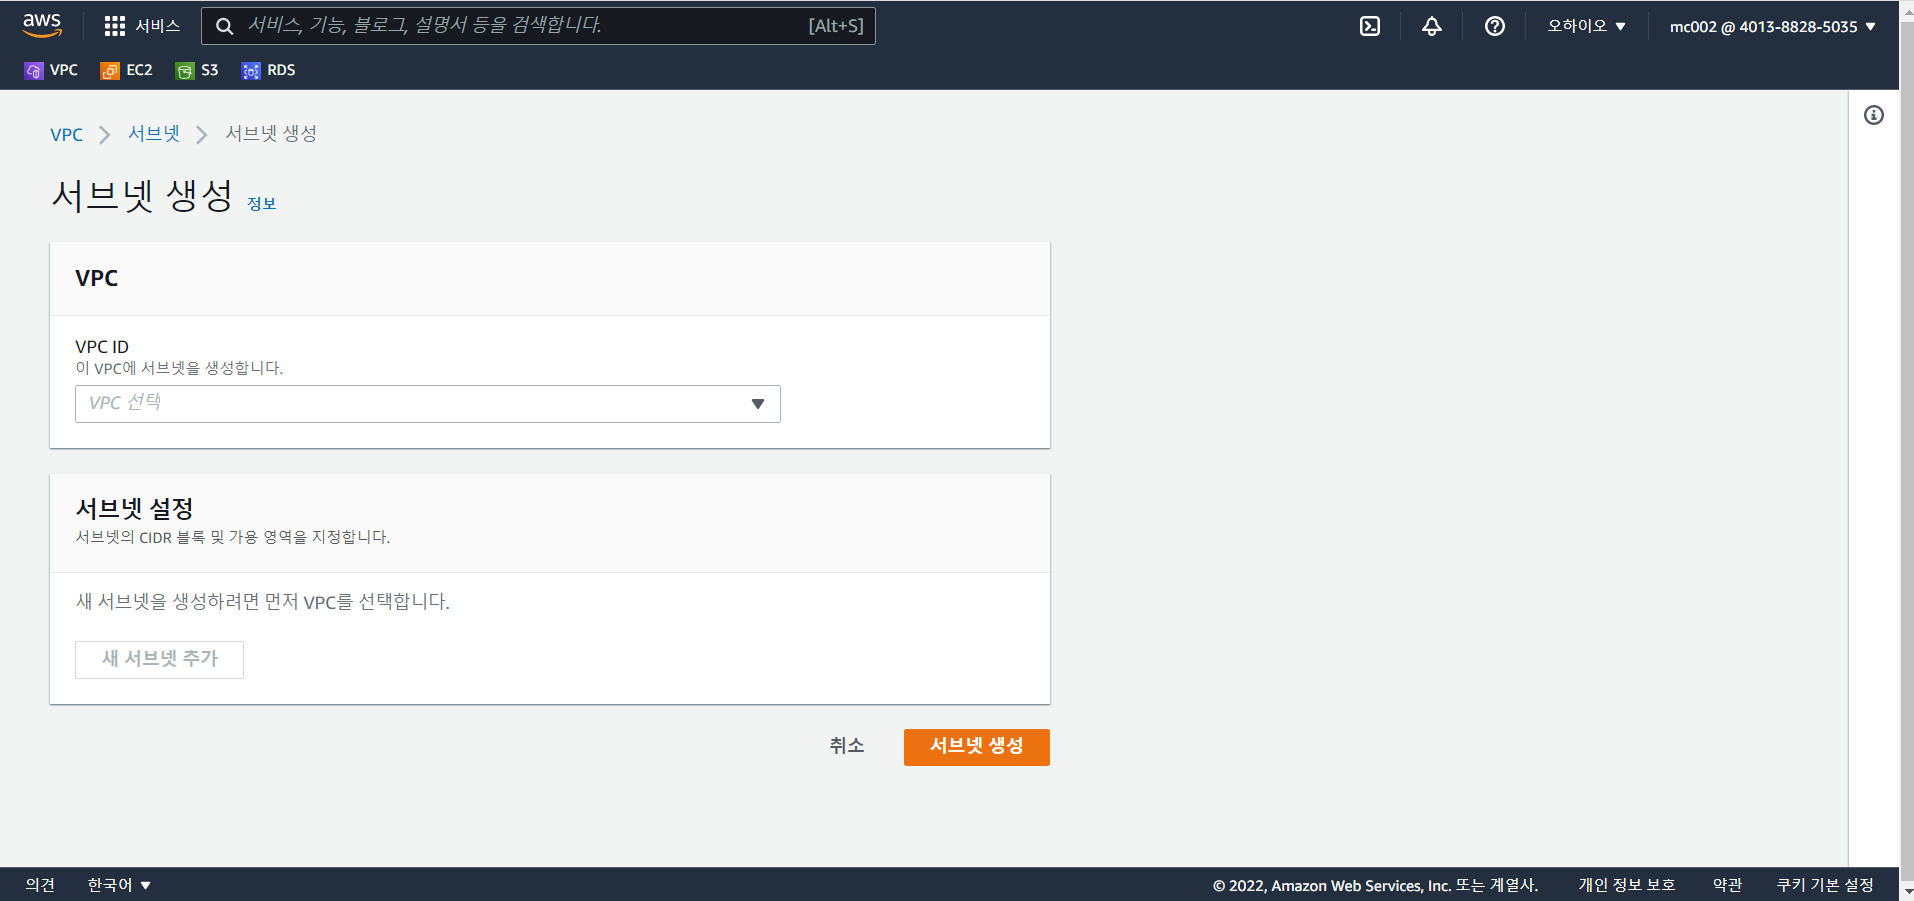 aws
서비스
서비스, 기능, 블로그, 설명서 등을 검색합니다.
[Alt+S]
오하이오 ▼
mc002 @ 4013-8828-5035 ▼
VPC
EC2
S3
RDS
VPC > 서브넷 > 서브넷 생성
서브넷 생성 정보
VPC
VPC ID
이 VPC에 서브넷을 생성합니다.
VPC 선택
서브넷 설정
서브넷의 CIDR 블록 및 가용 영역을 지정합니다.
새 서브넷을 생성하려면 먼저 VPC를 선택합니다.
새 서브넷 추가
취소
서브넷 생성
의견
한국어 ▼
© 2022, Amazon Web Services, Inc. 또는 계열사.
개인 정보 보호
약관
쿠키 기본 설정